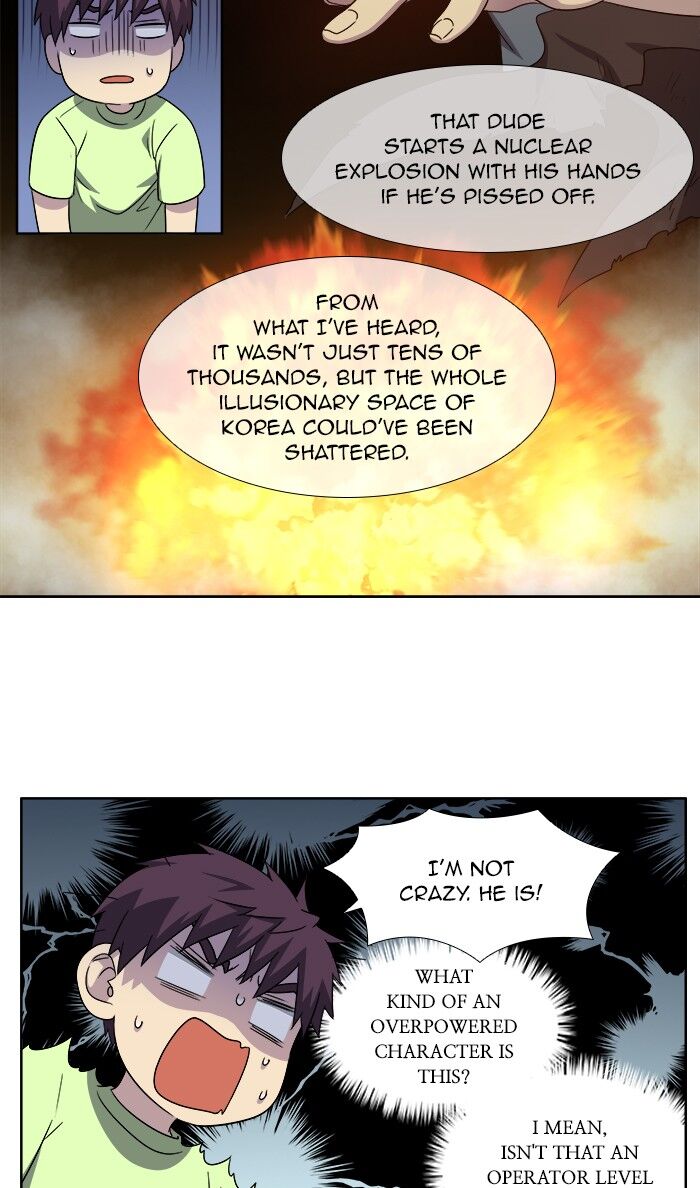 THAT DUDE
STARTS A NUCLEAR
EXPLOSION WITH HIS HANDS
IF HE'S PISSED OFF.
FROM
WHAT I'VE HEARD,
IT WASN'T JUST TENS OF
THOUSANDS, BUT THE WHOLE
ILLUSIONARY SPACE OF
KOREA COULD'VE BEEN
SHATTERED.
I'M NOT
CRAZY. HE IS!
WHAT
KIND OF AN
OVERPOWERED
CHARACTER IS
THIS?
I MEAN,
ISN'T THAT AN
OPERATOR LEVEL